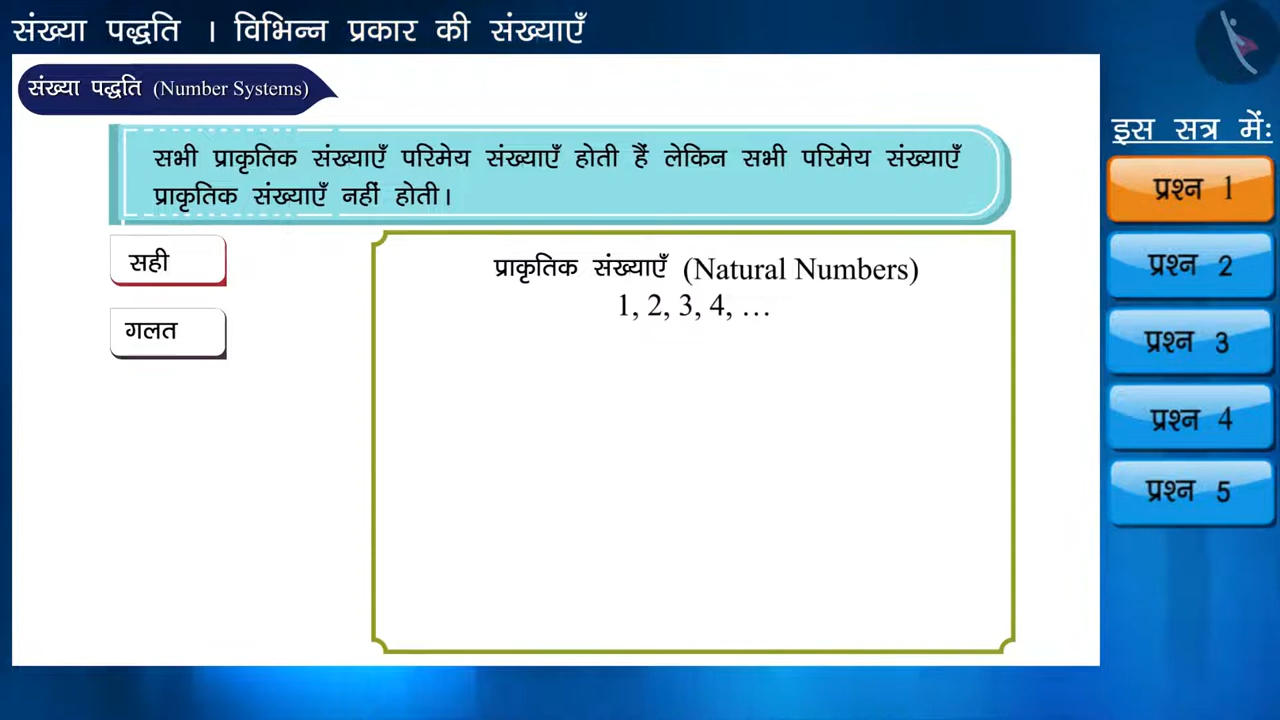 संख्या पद्धति । विभिन्न प्रकार की संख्याएँ
संख्या पद्धति (Number Systems)
सभी प्राकृतिक संख्याएँ परिमेय संख्याएँ होती हैं लेकिन सभी परिमेय संख्याएँ
प्राकृतिक संख्याएँ नहीं होती।
सही
गलत
प्राकृतिक संख्याएँ (Natural Numbers)
1, 2, 3, 4, …
इस सत्र में:
प्रश्न 1
प्रश्न 2
प्रश्न 3
प्रश्न 4
प्रश्न 5